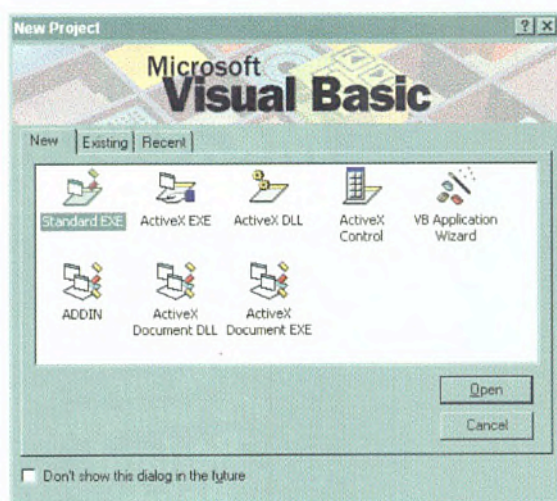 New Project
Microsoft
Visual Basic
New Existing Recent
Standard EXE ActiveX EXE ActiveX DLL ActiveX Control VB Application Wizard
ADDIN ActiveX Document DLL ActiveX Document EXE
Open
Cancel
Don't show this dialog in the future